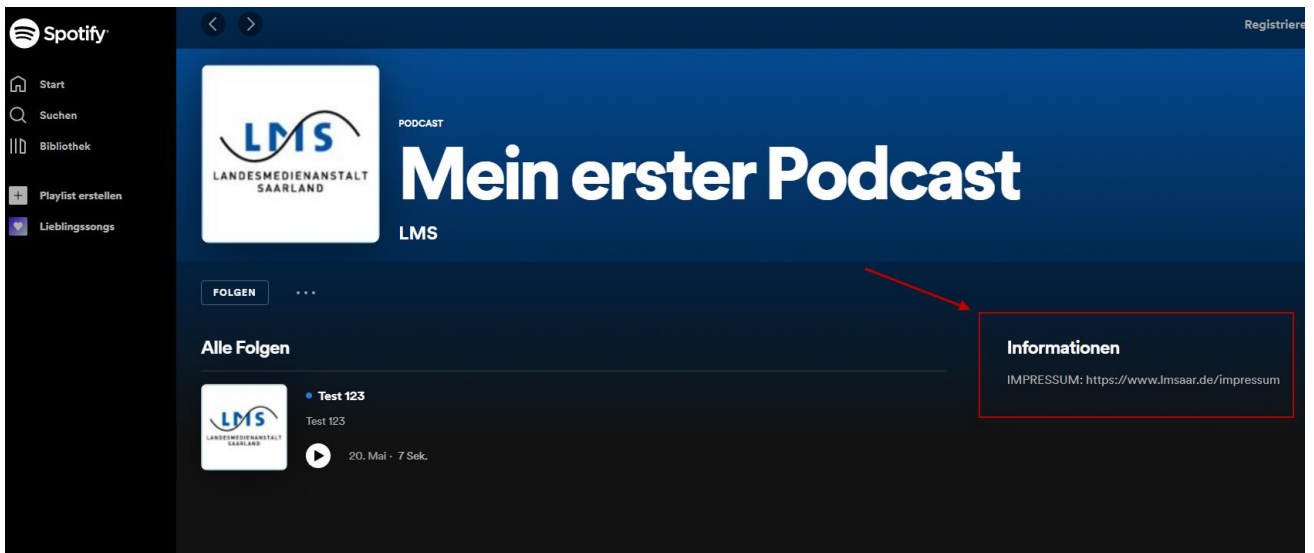 Spotify
Registriere
Start
Suchen
Bibliothek
Playlist erstellen
Lieblingssongs
LMS
LANDESMEDIENANSTALT
SAARLAND
PODCAST
Mein erster Podcast
LMS
FOLGEN
Alle Folgen
Informationen
IMPRESSUM: https://www.lmsaar.de/impressum
LMS
LANDESMEDIENANSTALT
SAARLAND
Test 123
Test 123
20. Mai · 7 Sek.